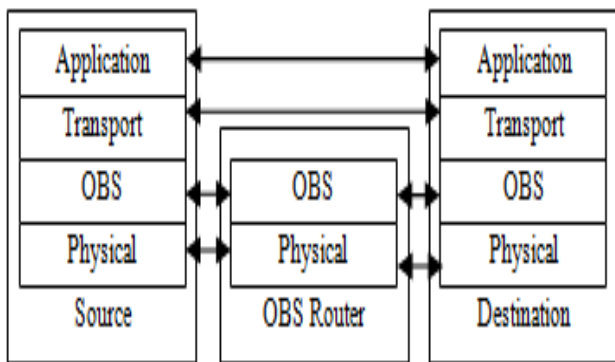 Application
Transport
OBS
Physical
Source
OBS
Physical
OBS Router
Application
Transport
OBS
Physical
Destination